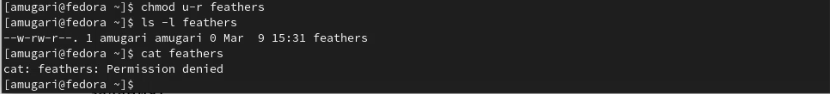 [amugari@fedora ~]$ chmod u-r feathers
[amugari@fedora ~]$ ls -l feathers
--w-rw-r--. 1 amugari amugari 0 Mar  9 15:31 feathers
[amugari@fedora ~]$ cat feathers
cat: feathers: Permission denied
[amugari@fedora ~]$